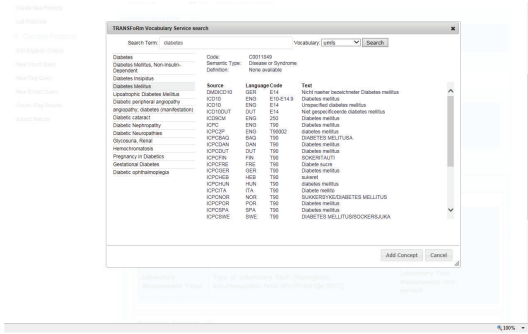 TRANSFoRm Vocabulary Service search
Search Term: diabetes
Vocabulary: umls
Search
Diabetes
Diabetes Mellitus, Non-Insulin-
Dependent
Diabetes Insipidus
Diabetes Mellitus
Lipoatrophic Diabetes Mellitus
Diabetic peripheral angiopathy
angiopathy; diabetes (manifestation)
Diabetic cataract
Diabetic Nephropathy
Diabetic Neuropathies
Glycosuria, Renal
Hemochromatosis
Pregnancy in Diabetics
Gestational Diabetes
Diabetic ophthalmoplegia
Code: C0011849
Semantic Type: Disease or Syndrome
Definition: None available
Source Language Code Text
DMDICD10 GER E14 Nicht naeher bezeichneter Diabetes mellitus
ICD10 ENG E10-E14.9 Diabetes mellitus
ICD10 ENG E14 Unspecified diabetes mellitus
ICD10DUT DUT E14 Niet gespecificeerde diabetes mellitus
ICD9CM ENG 250 Diabetes mellitus
ICPC ENG T90 Diabetes mellitus
ICPC2P ENG T90002 diabetes mellitus
ICPCBAQ BAQ T90 DIABETES MELLITUSA
ICPCDAN DAN T90 Diabetes mellitus
ICPCDUT DUT T90 Diabetes mellitus
ICPCFIN FIN T90 SOKERITAUTI
ICPCFRE FRE T90 Diabete sucre
ICPCGER GER T90 Diabetes mellitus
ICPCHEB HEB T90 sukeret
ICPCHUN HUN T90 diabetes mellitus
ICPCITA ITA T90 Diabete melito
ICPCNOR NOR T90 SUKKERSYKE/DIABETES MELLITUS
ICPCPOR POR T90 Diabetes mellitus
ICPCSPA SPA T90 Diabetes mellitus
ICPCSWE SWE T90 DIABETES MELLITUS/SOCKERSJUKA
Add Concept Cancel
100%